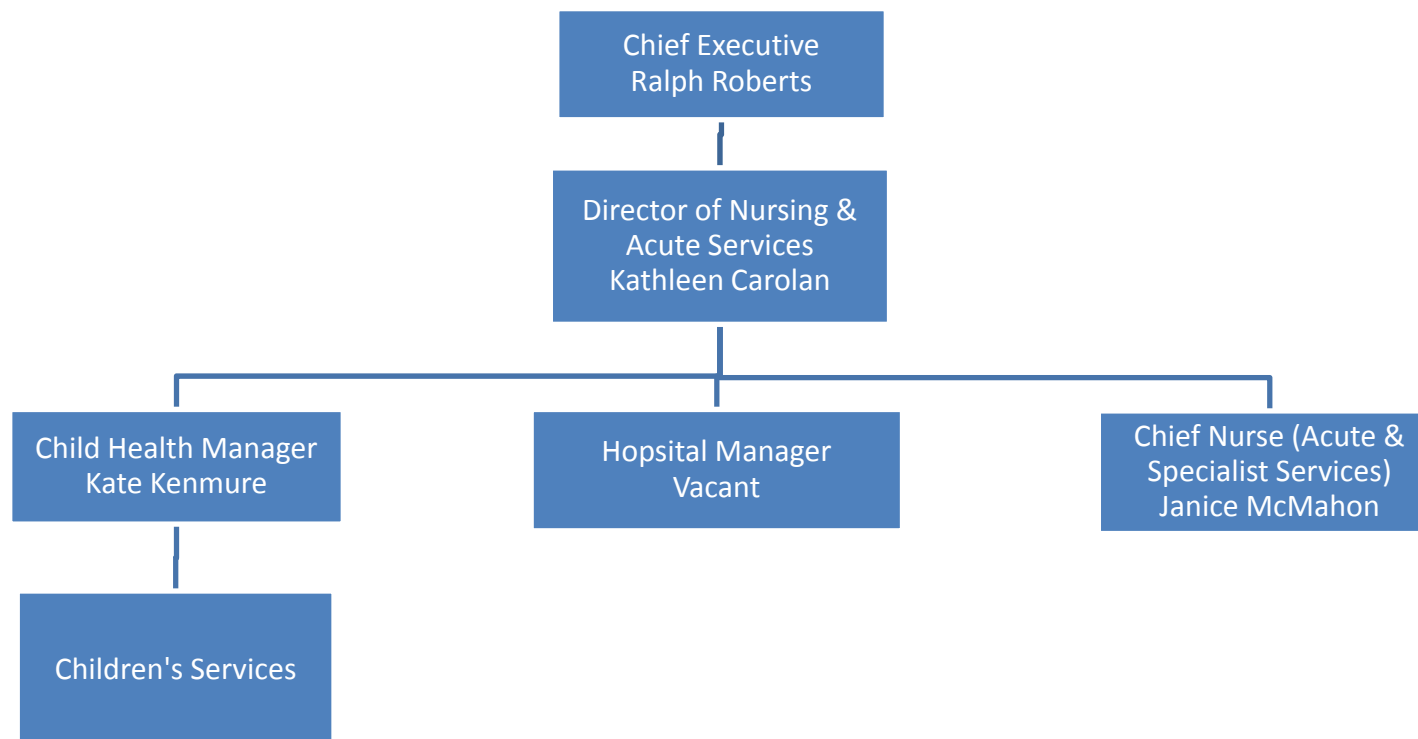 Chief Executive
Ralph Roberts
Director of Nursing &
Acute Services
Kathleen Carolan
Child Health Manager
Kate Kenmure
Hopsital Manager
Vacant
Chief Nurse (Acute &
Specialist Services)
Janice McMahon
Children's Services